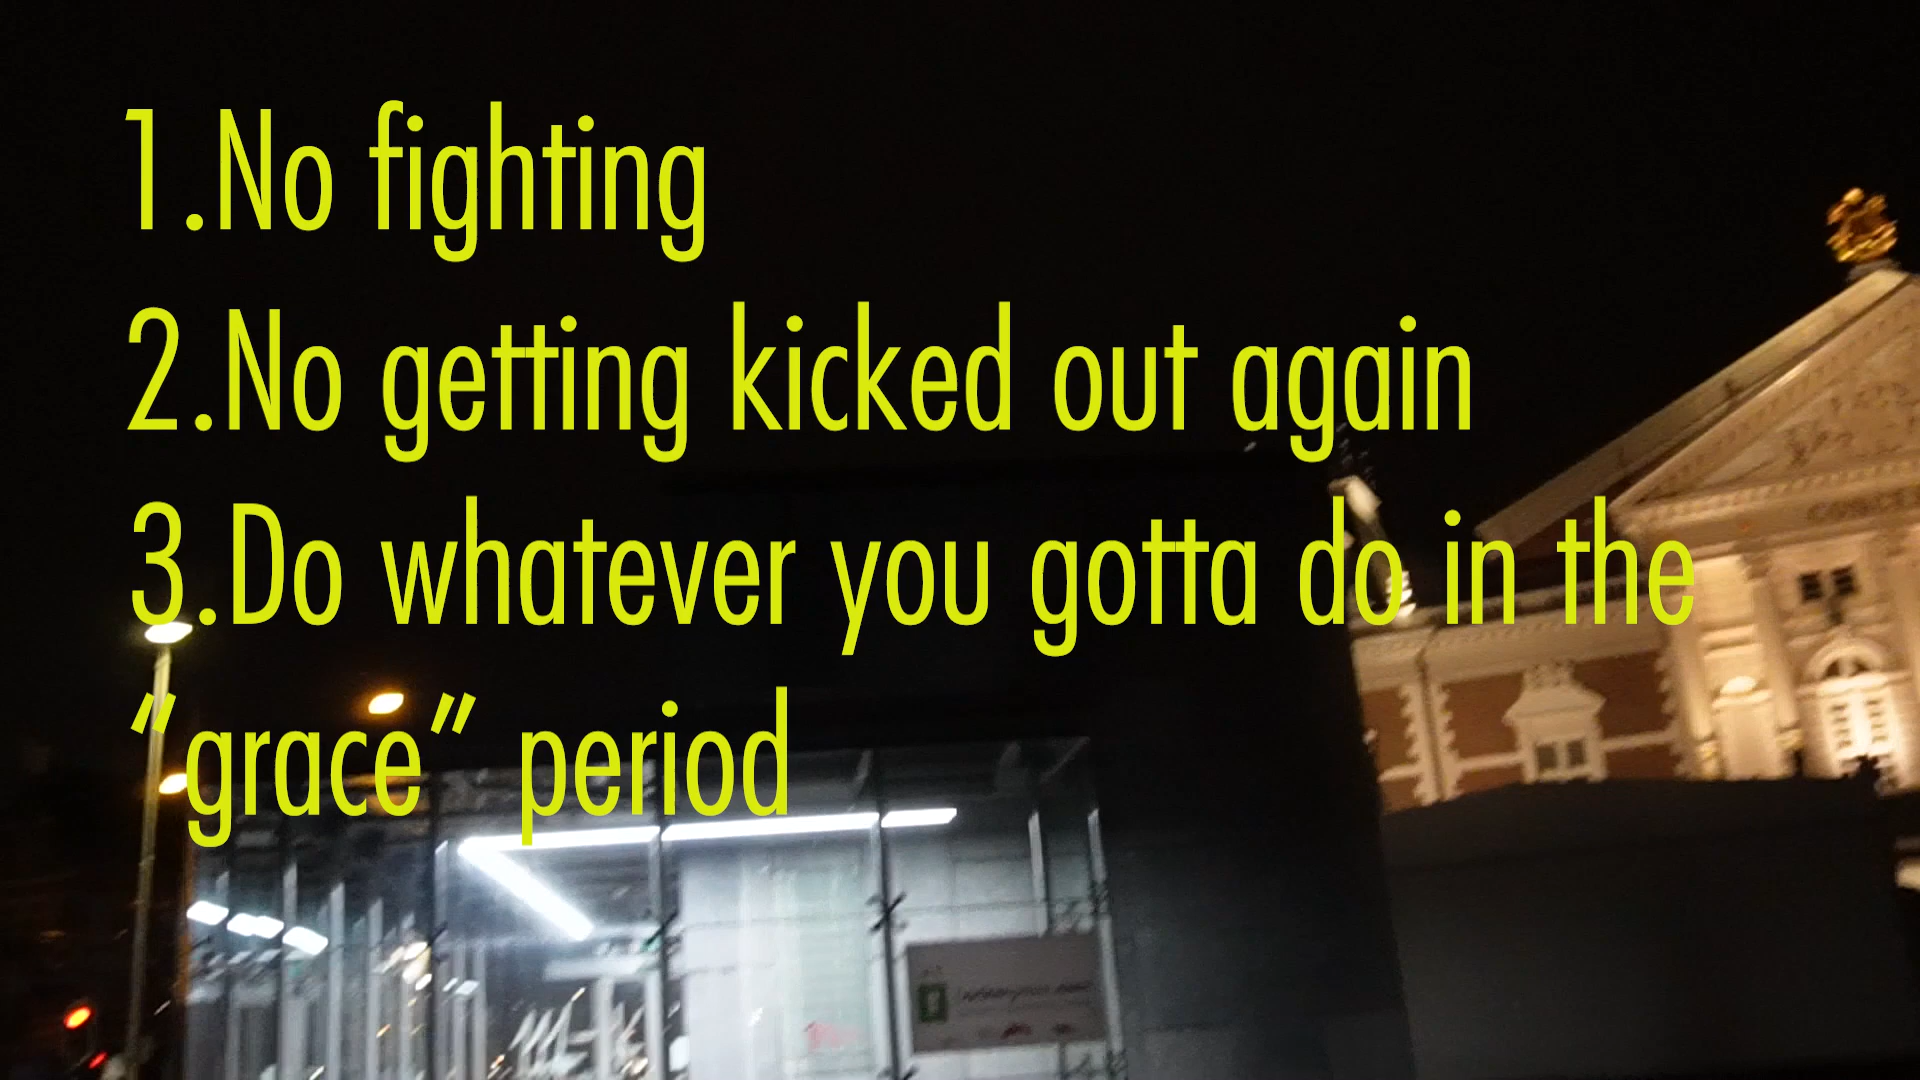 1.No fighting
2.No getting kicked out again
3.Do whatever you gotta do in the
"grace" period